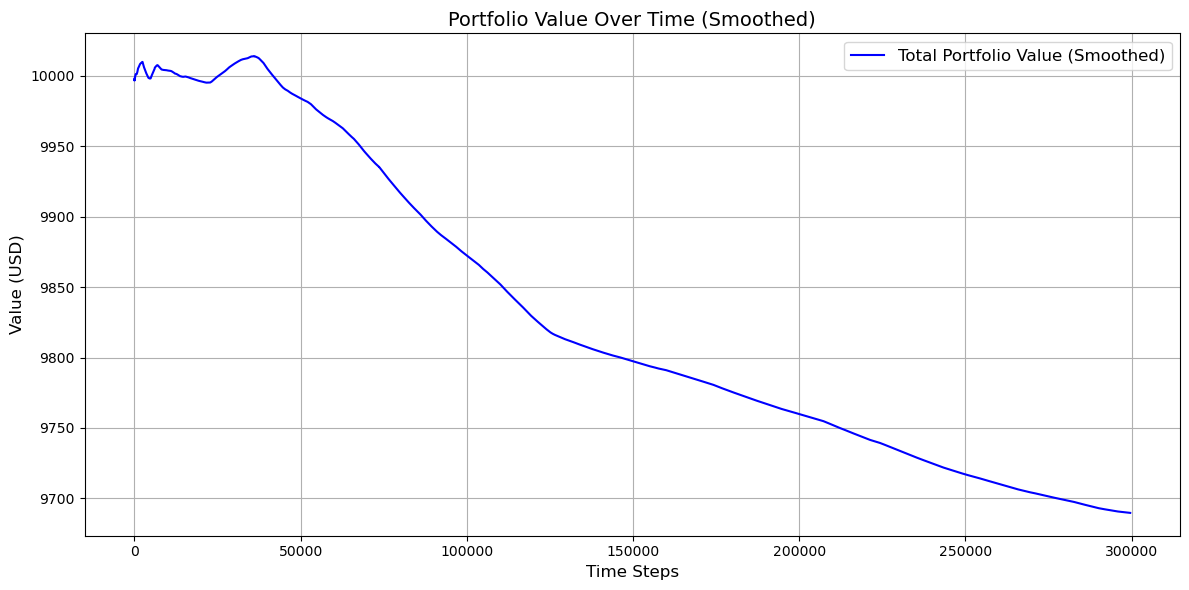 Portfolio Value Over Time (Smoothed)
Total Portfolio Value (Smoothed)
Value (USD)
10000
9950
9900
9850
9800
9750
9700
0 50000 100000 150000 200000 250000 300000
Time Steps